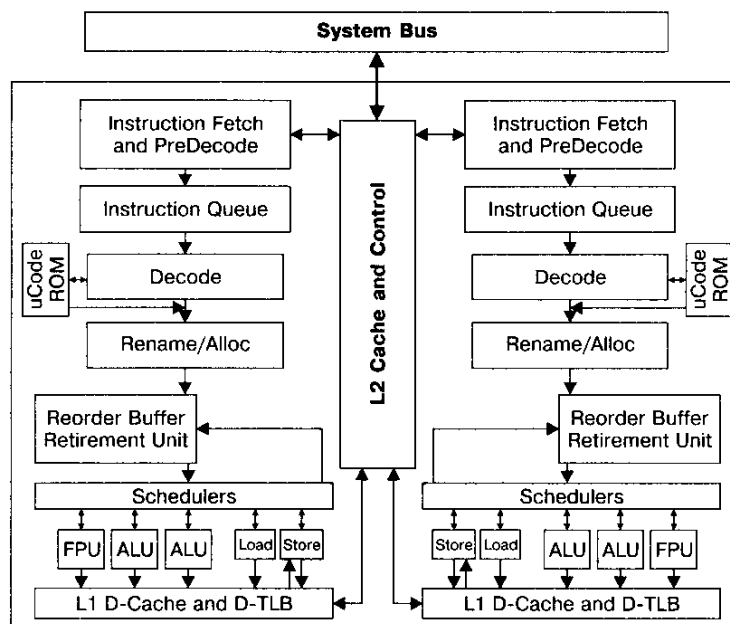 System Bus
Instruction Fetch
and PreDecode
Instruction Queue
uCode
ROM
Decode
Rename/Alloc
Reorder Buffer
Retirement Unit
Schedulers
FPU
ALU
ALU
Load
Store
L1 D-Cache and D-TLB
L2 Cache and Control
Instruction Fetch
and PreDecode
Instruction Queue
Decode
uCode
ROM
Rename/Alloc
Reorder Buffer
Retirement Unit
Schedulers
Store
Load
ALU
ALU
FPU
L1 D-Cache and D-TLB